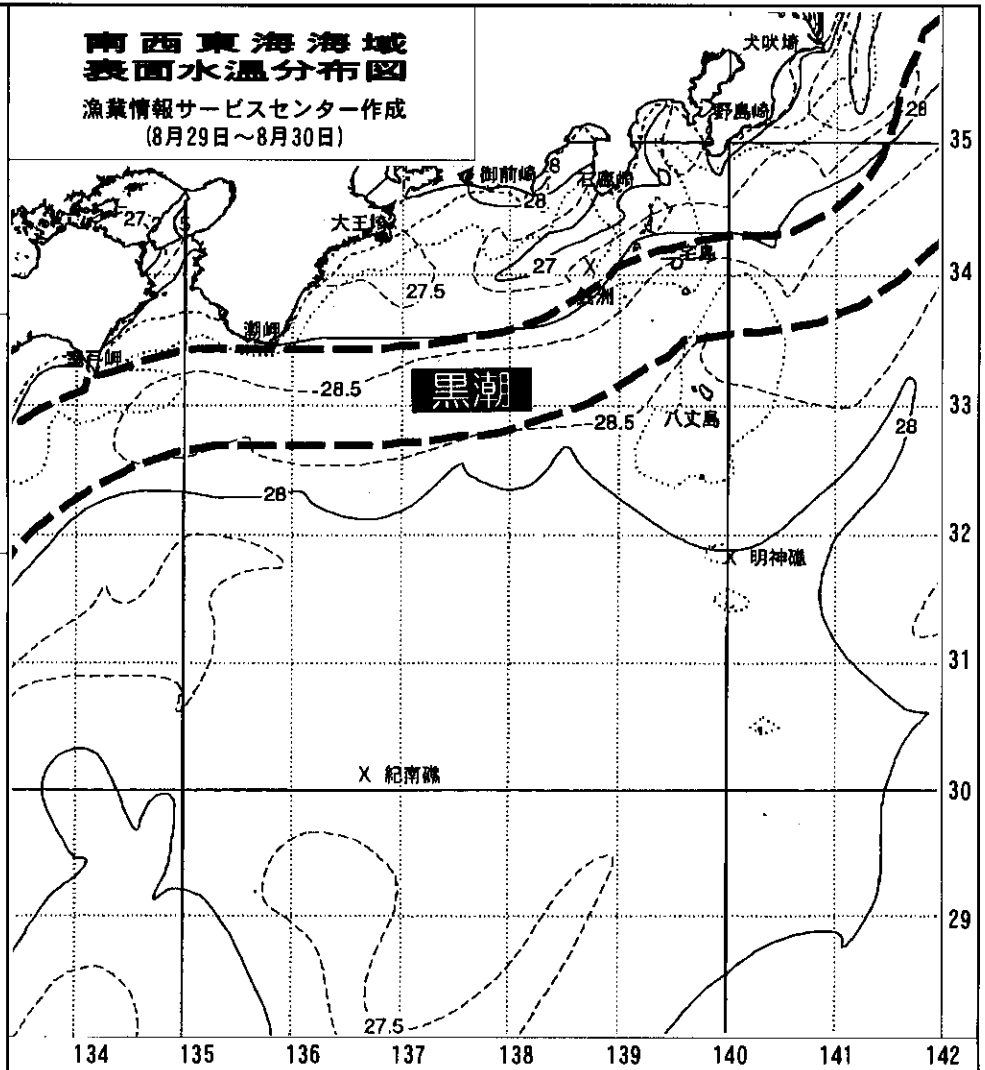 南西東海海域
表面水温分布図
漁業情報サービスセンター作成
(8月29日～8月30日)
犬吠埼
野島崎
28
35
御前崎
石廊崎
8
28
27
大王埼
三宅島
34
27
27.5
潮岬
室戸岬
28.5
黒潮
33
八丈島
28.5
28
28
32
X 明神礁
31
X 紀南礁
30
29
27.5
134
135
136
137
138
139
140
141
142